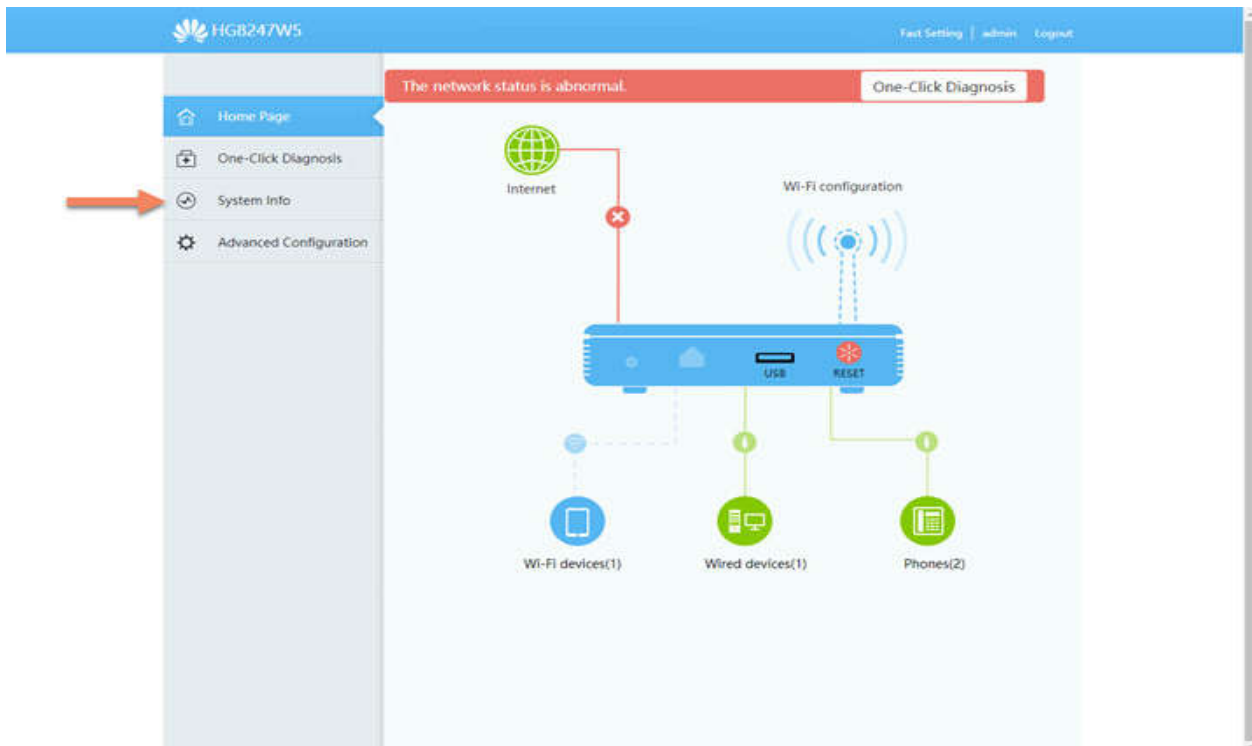 HG8247W5
Fast Setting | admin Logout
The network status is abnormal.
One-Click Diagnosis
Home Page
One-Click Diagnosis
System Info
Advanced Configuration
Internet
Wi-Fi configuration
USB
RESET
Wi-Fi devices(1)
Wired devices(1)
Phones(2)